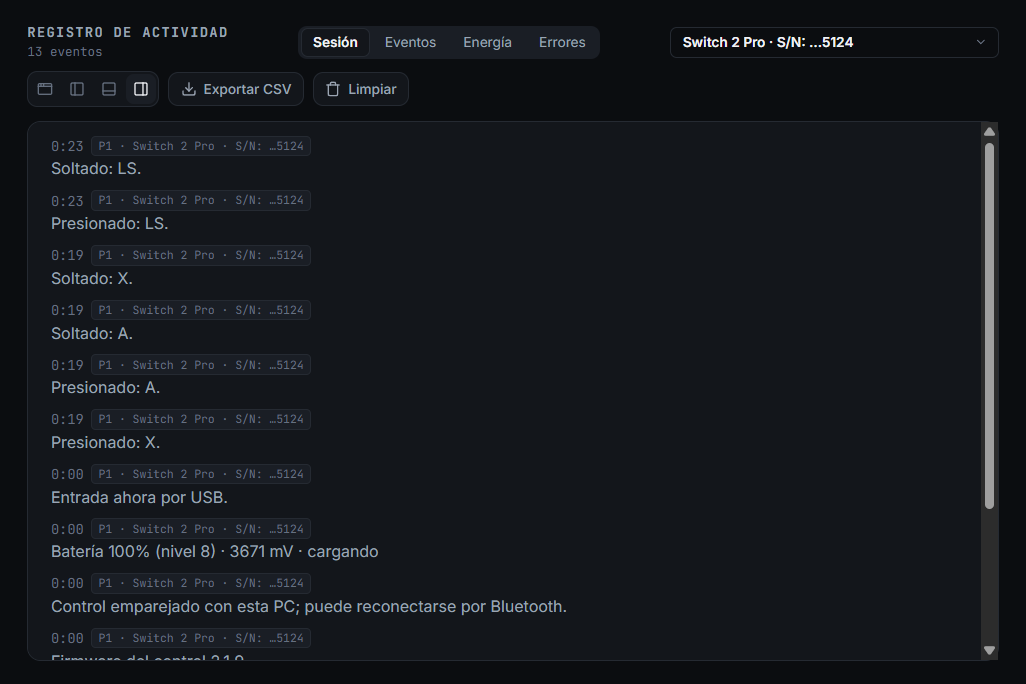 REGISTRO DE ACTIVIDAD
13 eventos
Sesión Eventos Energía Errores
Switch 2 Pro · S/N: ...5124
Exportar CSV Limpiar
0:23 P1 · Switch 2 Pro · S/N: …5124
Soltado: LS.
0:23 P1 · Switch 2 Pro · S/N: …5124
Presionado: LS.
0:19 P1 · Switch 2 Pro · S/N: …5124
Soltado: X.
0:19 P1 · Switch 2 Pro · S/N: …5124
Soltado: A.
0:19 P1 · Switch 2 Pro · S/N: …5124
Presionado: A.
0:19 P1 · Switch 2 Pro · S/N: …5124
Presionado: X.
0:00 P1 · Switch 2 Pro · S/N: …5124
Entrada ahora por USB.
0:00 P1 · Switch 2 Pro · S/N: …5124
Batería 100% (nivel 8) · 3671 mV · cargando
0:00 P1 · Switch 2 Pro · S/N: …5124
Control emparejado con esta PC; puede reconectarse por Bluetooth.
0:00 P1 · Switch 2 Pro · S/N: …5124
Firmware del control